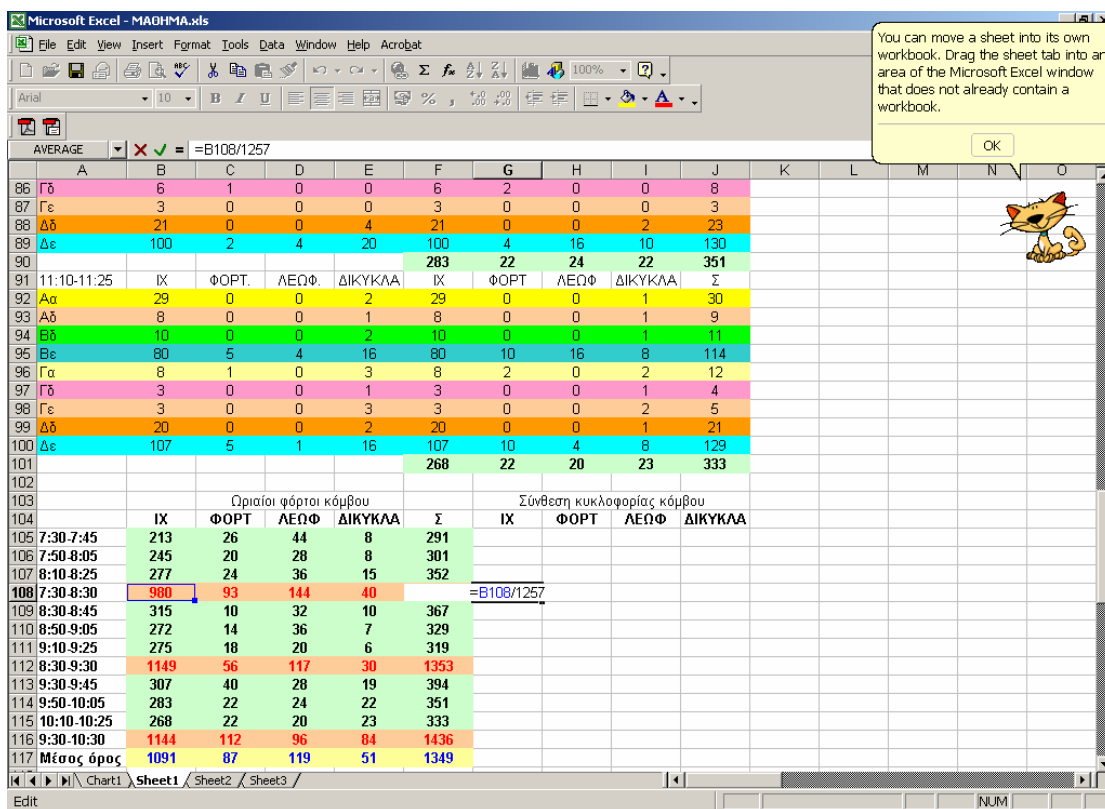 Microsoft Excel - ΜΑΘΗΜΑ.xls
File Edit View Insert Format Tools Data Window Help Acrobat
You can move a sheet into its own
workbook. Drag the sheet tab into an
area of the Microsoft Excel window
that does not already contain a
workbook.
OK
100%
Arial 10 B I U % ,
AVERAGE = =B108/1257
A B C D E F G H I J K L M N O
86 Γδ 6 1 0 0 6 2 0 0 8
87 Γε 3 0 0 0 3 0 0 0 3
88 Δδ 21 0 0 4 21 0 0 2 23
89 Δε 100 2 4 20 100 4 16 10 130
90 283 22 24 22 351
91 11:10-11:25 ΙΧ ΦΟΡΤ. ΛΕΩΦ. ΔΙΚΥΚΛΑ ΙΧ ΦΟΡΤ ΛΕΩΦ ΔΙΚΥΚΛΑ Σ
92 Αα 29 0 0 2 29 0 0 1 30
93 Αδ 8 0 0 1 8 0 0 1 9
94 Βδ 10 0 0 2 10 0 0 1 11
95 Βε 80 5 4 16 80 10 16 8 114
96 Γα 8 1 0 3 8 2 0 2 12
97 Γδ 3 0 0 1 3 0 0 1 4
98 Γε 3 0 0 3 3 0 0 2 5
99 Δδ 20 0 0 2 20 0 0 1 21
100 Δε 107 5 1 16 107 10 4 8 129
101 268 22 20 23 333
102
103 Ωριαίοι φόρτοι κόμβου Σύνθεση κυκλοφορίας κόμβου
104 ΙΧ ΦΟΡΤ ΛΕΩΦ ΔΙΚΥΚΛΑ Σ ΙΧ ΦΟΡΤ ΛΕΩΦ ΔΙΚΥΚΛΑ
105 7:30-7:45 213 26 44 8 291
106 7:50-8:05 245 20 28 8 301
107 8:10-8:25 277 24 36 15 352
108 7:30-8:30 980 93 144 40 =B108/1257
109 8:30-8:45 315 10 32 10 367
110 8:50-9:05 272 14 36 7 329
111 9:10-9:25 275 18 20 6 319
112 8:30-9:30 1149 56 117 30 1353
113 9:30-9:45 307 40 28 19 394
114 9:50-10:05 283 22 24 22 351
115 10:10-10:25 268 22 20 23 333
116 9:30-10:30 1144 112 96 84 1436
117 Μέσος όρος 1091 87 119 51 1349
Chart1 Sheet1 Sheet2 Sheet3
Edit NUM